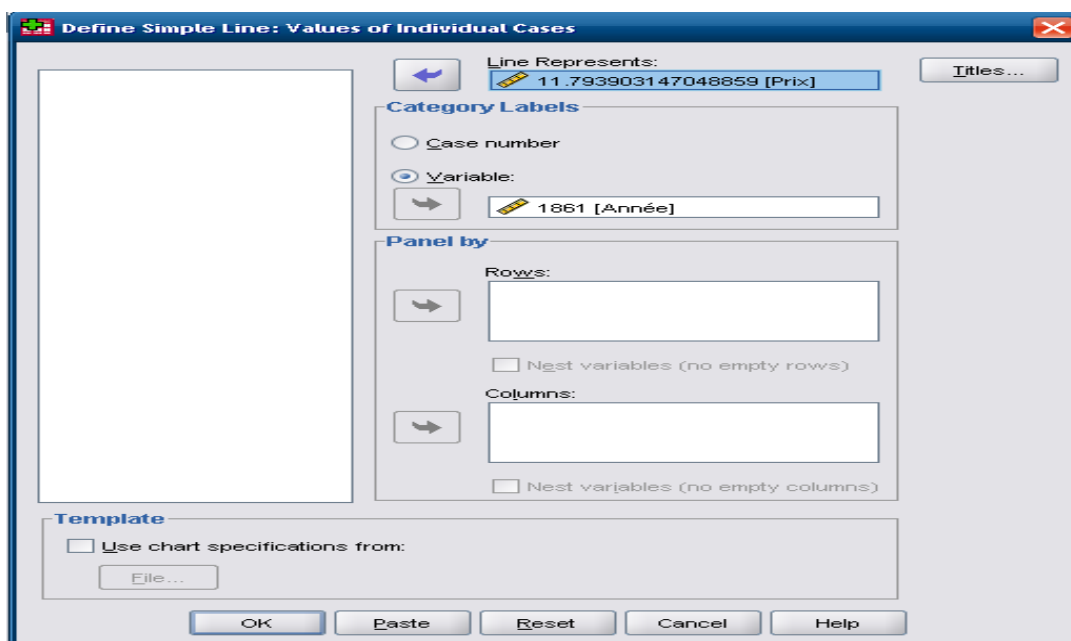 Define Simple Line: Values of Individual Cases
Line Represents:
11.793903147048859 [Prix]
Titles...
Category Labels
Case number
Variable:
1861 [Année]
Panel by
Rows:
Nest variables (no empty rows)
Columns:
Nest variables (no empty columns)
Template
Use chart specifications from:
File...
OK Paste Reset Cancel Help